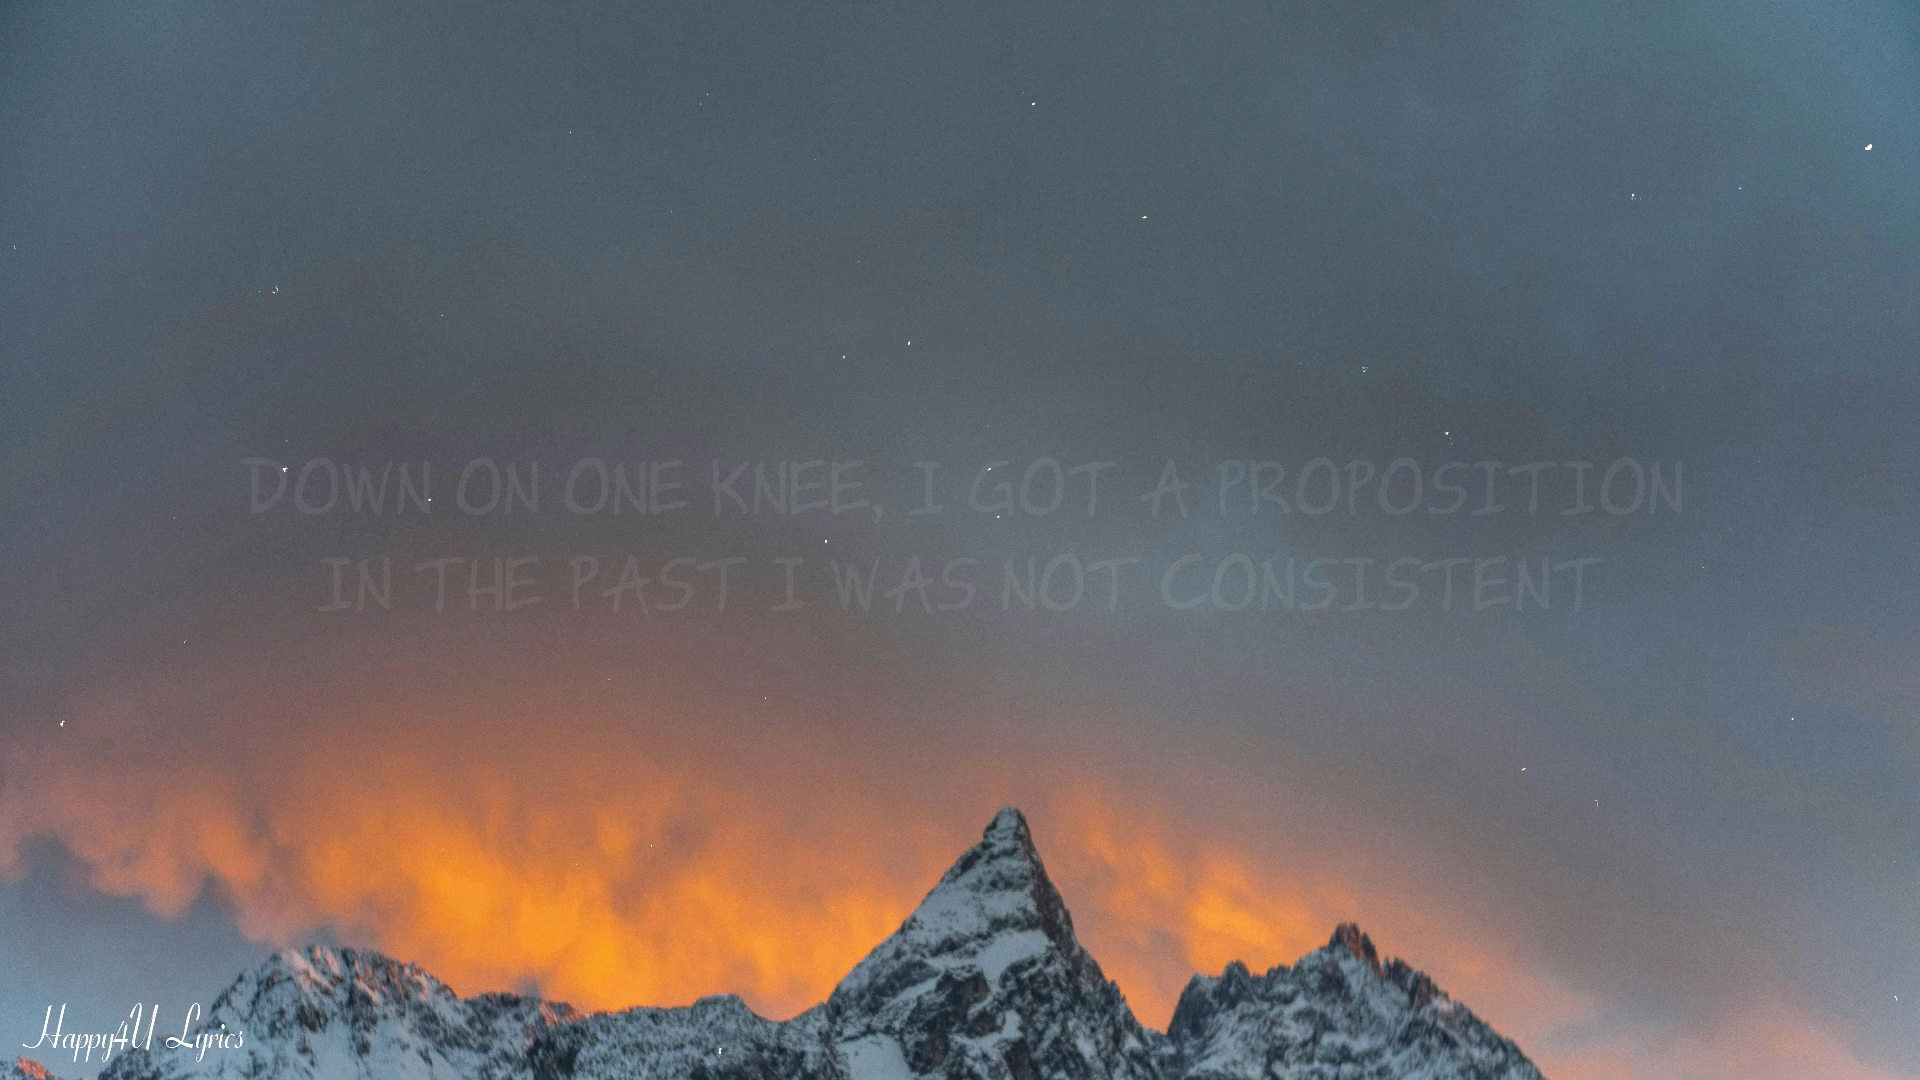 DOWN ON ONE KNEE, I GOT A PROPOSITION
IN THE PAST I WAS NOT CONSISTENT
Happy4U Lyrics